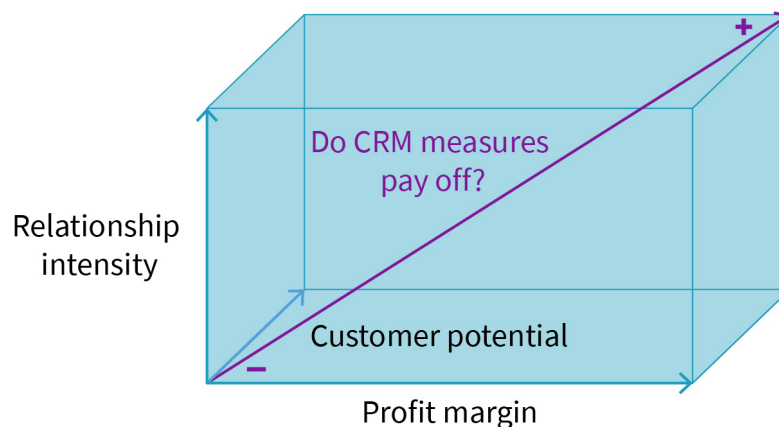 +
Do CRM measures
pay off?
Relationship
intensity
Customer potential
−
Profit margin